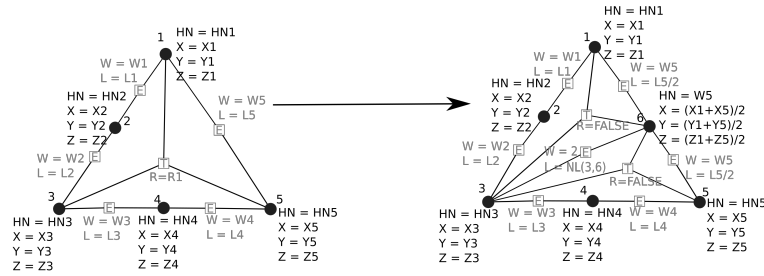 1
HN = HN1
X = X1
Y = Y1
Z = Z1
W = W1
L = L1
E
HN = HN2
X = X2
Y = Y2
Z = Z2
2
W = W5
L = L5
E
W = W2
L = L2
E
T
R=R1
3
HN = HN3
X = X3
Y = Y3
Z = Z3
E
W = W3
L = L3
4
HN = HN4
X = X4
Y = Y4
Z = Z4
E
W = W4
L = L4
5
HN = HN5
X = X5
Y = Y5
Z = Z5
1
HN = HN1
X = X1
Y = Y1
Z = Z1
W = W1
L = L1
E
W = W5
L = L5/2
E
HN = HN2
X = X2
Y = Y2
Z = Z2
2
6
HN = W5
X = (X1+X5)/2
Y = (Y1+Y5)/2
Z = (Z1+Z5)/2
T
R=FALSE
W = W2
L = L2
E
W = 2
L = NL(3,6)
E
T
R=FALSE
W = W5
L = L5/2
E
3
HN = HN3
X = X3
Y = Y3
Z = Z3
E
W = W3
L = L3
4
HN = HN4
X = X4
Y = Y4
Z = Z4
E
W = W4
L = L4
5
HN = HN5
X = X5
Y = Y5
Z = Z5